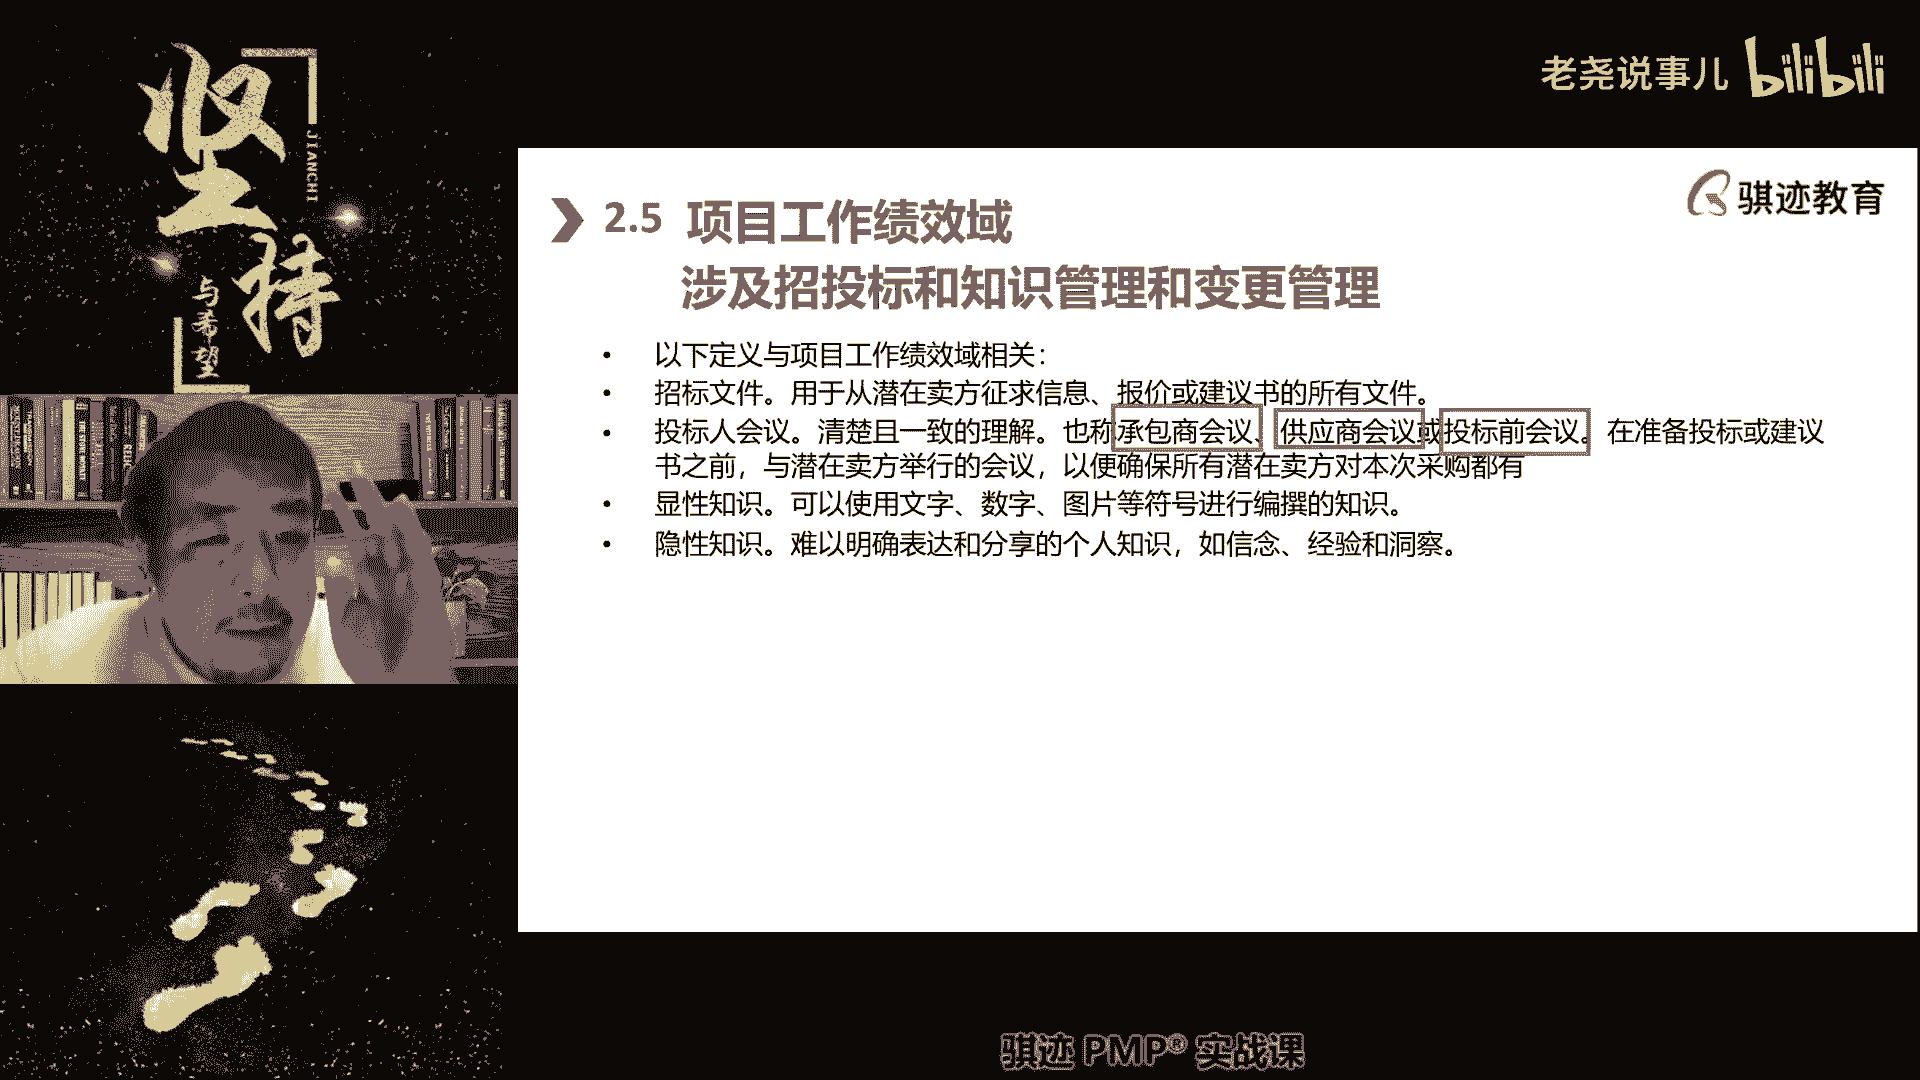 坚持
JIANCHI
与希望
老尧说事儿 bilibili
骐迹教育
2.5 项目工作绩效域
涉及招投标和知识管理和变更管理
• 以下定义与项目工作绩效域相关：
• 招标文件。用于从潜在卖方征求信息、报价或建议书的所有文件。
• 投标人会议。清楚且一致的理解。也称承包商会议、供应商会议或投标前会议。在准备投标或建议
书之前，与潜在卖方举行的会议，以便确保所有潜在卖方对本次采购都有
• 显性知识。可以使用文字、数字、图片等符号进行编撰的知识。
• 隐性知识。难以明确表达和分享的个人知识，如信念、经验和洞察。
骐迹 PMP® 实战课